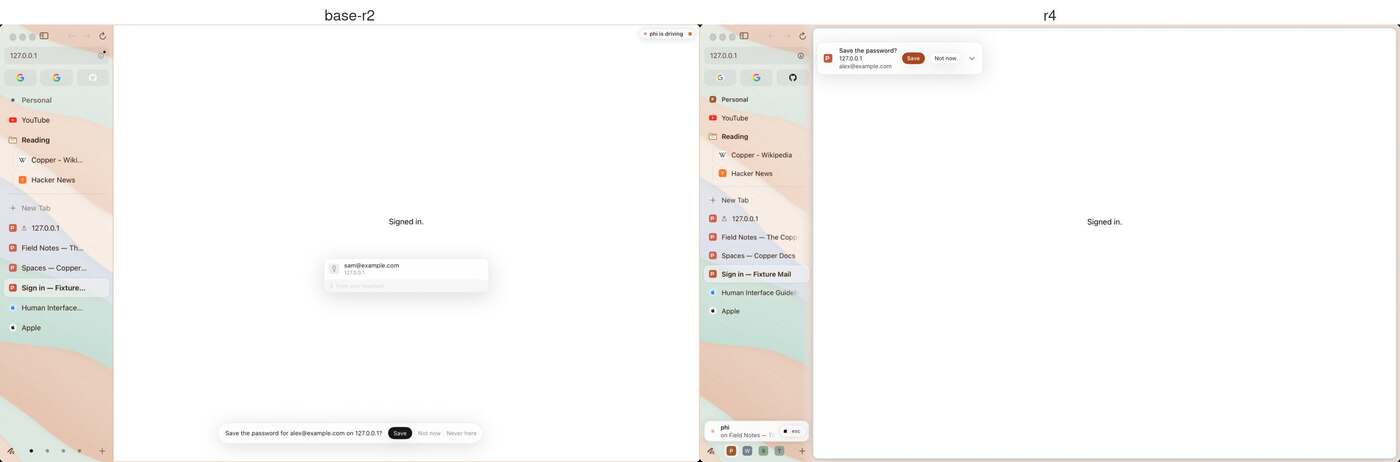 base-r2
r4
phi is driving
127.0.0.1
Personal
YouTube
Reading
W Copper - Wiki...
Hacker News
+ New Tab
P 127.0.0.1
P Field Notes — Th...
P Spaces — Copper...
P Sign in — Fixture...
Human Interface...
Apple
Signed in.
sam@example.com
127.0.0.1
Save the password for alex@example.com on 127.0.0.1? Save Not now Never here
127.0.0.1
P Personal
YouTube
Reading
W Copper - Wikipedia
Hacker News
+ New Tab
P 127.0.0.1
P Field Notes — The Copp
P Spaces — Copper Docs
P Sign in — Fixture Mail
Human Interface Guidel
Apple
phi
on Field Notes — T
esc
P W
P Save the password?
127.0.0.1
alex@example.com
Save Not now
Signed in.